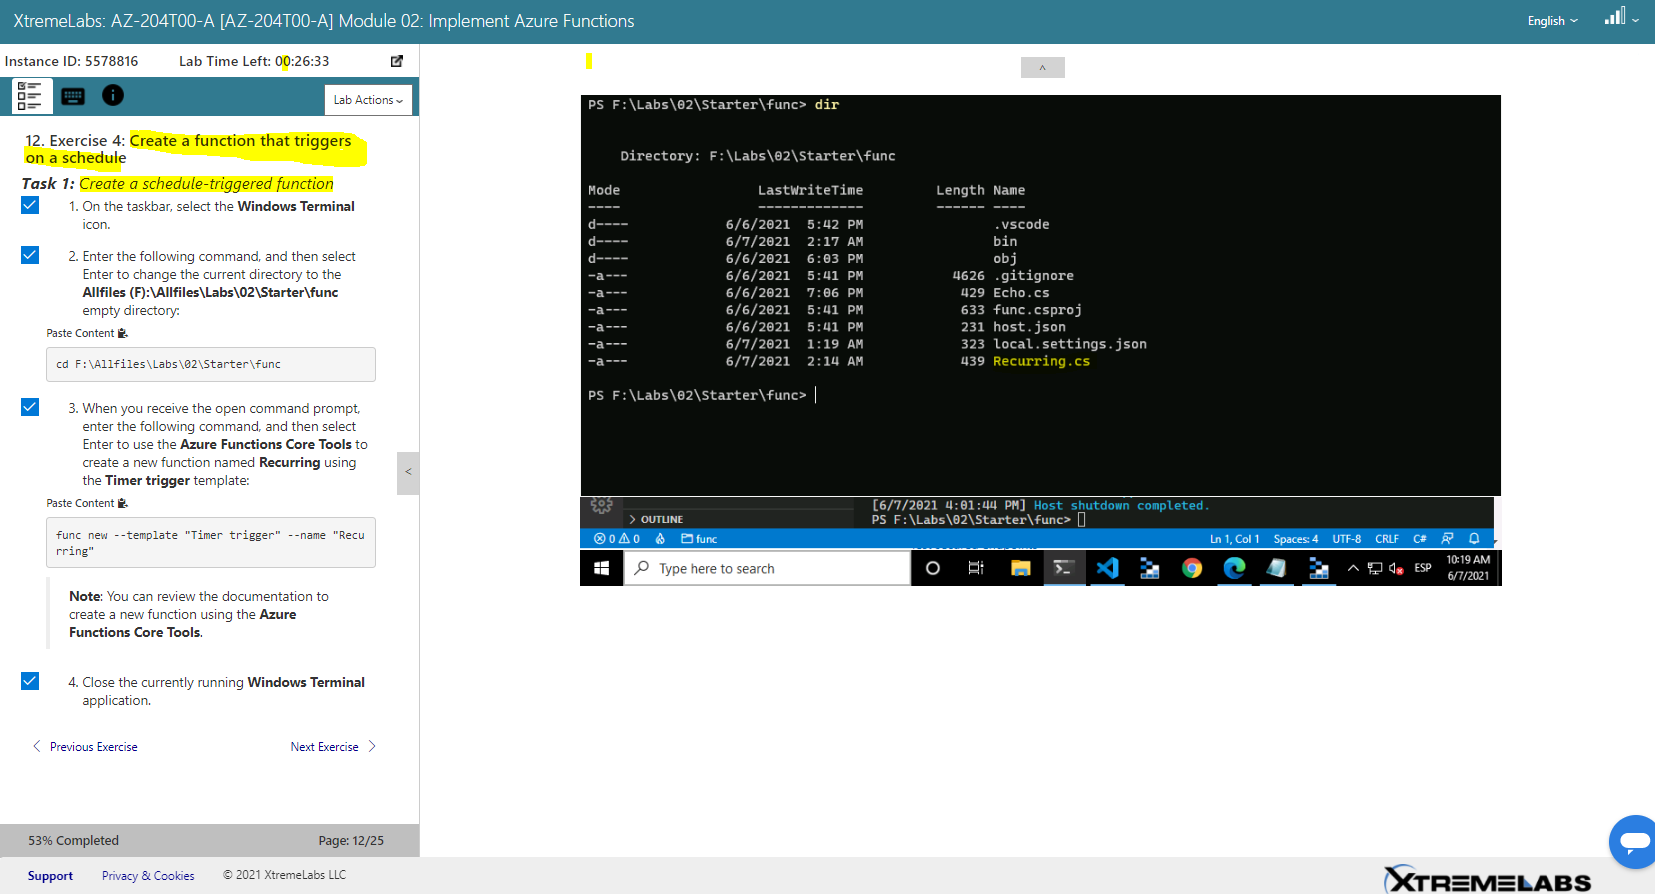 XtremeLabs: AZ-204T00-A [AZ-204T00-A] Module 02: Implement Azure Functions
English
Instance ID: 5578816 Lab Time Left: 00:26:33
Lab Actions
12. Exercise 4: Create a function that triggers
on a schedule
Task 1: Create a schedule-triggered function
1. On the taskbar, select the Windows Terminal
icon.
2. Enter the following command, and then select
Enter to change the current directory to the
Allfiles (F):\Allfiles\Labs\02\Starter\func
empty directory:
Paste Content
cd F:\Allfiles\Labs\02\Starter\func
3. When you receive the open command prompt,
enter the following command, and then select
Enter to use the Azure Functions Core Tools to
create a new function named Recurring using
the Timer trigger template:
Paste Content
func new --template "Timer trigger" --name "Recu
rring"
Note: You can review the documentation to
create a new function using the Azure
Functions Core Tools.
4. Close the currently running Windows Terminal
application.
< Previous Exercise Next Exercise >
53% Completed Page: 12/25
Support Privacy & Cookies © 2021 XtremeLabs LLC
^
<
PS F:\Labs\02\Starter\func> dir
Directory: F:\Labs\02\Starter\func
Mode LastWriteTime Length Name
---- ------------- ------ ----
d---- 6/6/2021 5:42 PM .vscode
d---- 6/7/2021 2:17 AM bin
d---- 6/6/2021 6:03 PM obj
-a--- 6/6/2021 5:41 PM 4626 .gitignore
-a--- 6/6/2021 7:06 PM 429 Echo.cs
-a--- 6/6/2021 5:41 PM 633 func.csproj
-a--- 6/6/2021 5:41 PM 231 host.json
-a--- 6/7/2021 1:19 AM 323 local.settings.json
-a--- 6/7/2021 2:14 AM 439 Recurring.cs
PS F:\Labs\02\Starter\func>
[6/7/2021 4:01:44 PM] Host shutdown completed.
> OUTLINE
PS F:\Labs\02\Starter\func>
0 0 func Ln 1, Col 1 Spaces: 4 UTF-8 CRLF C#
Type here to search
ESP
10:19 AM
6/7/2021
XTREMELABS